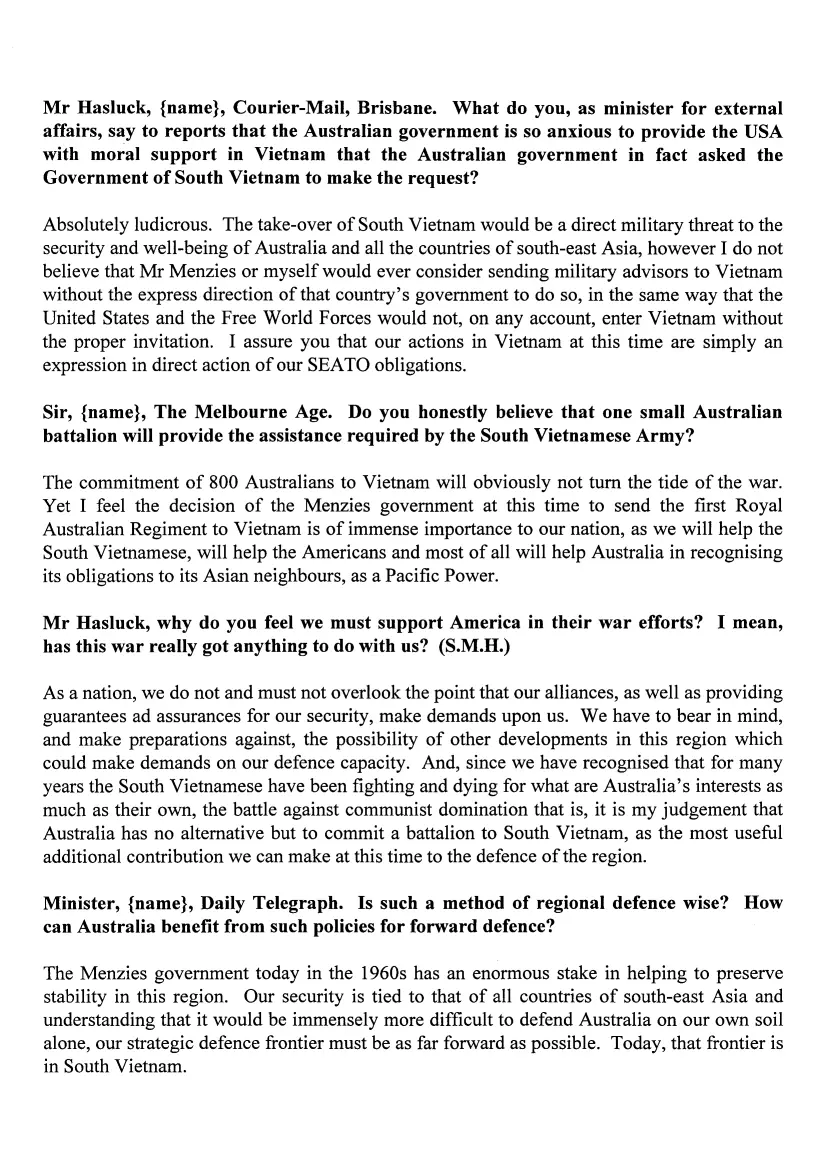 Mr Hasluck, {name}, Courier-Mail, Brisbane. What do you, as minister for external
affairs, say to reports that the Australian government is so anxious to provide the USA
with moral support in Vietnam that the Australian government in fact asked the
Government of South Vietnam to make the request?
Absolutely ludicrous. The take-over of South Vietnam would be a direct military threat to the
security and well-being of Australia and all the countries of south-east Asia, however I do not
believe that Mr Menzies or myself would ever consider sending military advisors to Vietnam
without the express direction of that country's government to do so, in the same way that the
United States and the Free World Forces would not, on any account, enter Vietnam without
the proper invitation. I assure you that our actions in Vietnam at this time are simply an
expression in direct action of our SEATO obligations.
Sir, {name}, The Melbourne Age. Do you honestly believe that one small Australian
battalion will provide the assistance required by the South Vietnamese Army?
The commitment of 800 Australians to Vietnam will obviously not turn the tide of the war.
Yet I feel the decision of the Menzies government at this time to send the first Royal
Australian Regiment to Vietnam is of immense importance to our nation, as we will help the
South Vietnamese, will help the Americans and most of all will help Australia in recognising
its obligations to its Asian neighbours, as a Pacific Power.
Mr Hasluck, why do you feel we must support America in their war efforts? I mean,
has this war really got anything to do with us? (S.M.H.)
As a nation, we do not and must not overlook the point that our alliances, as well as providing
guarantees ad assurances for our security, make demands upon us. We have to bear in mind,
and make preparations against, the possibility of other developments in this region which
could make demands on our defence capacity. And, since we have recognised that for many
years the South Vietnamese have been fighting and dying for what are Australia's interests as
much as their own, the battle against communist domination that is, it is my judgement that
Australia has no alternative but to commit a battalion to South Vietnam, as the most useful
additional contribution we can make at this time to the defence of the region.
Minister, {name}, Daily Telegraph. Is such a method of regional defence wise? How
can Australia benefit from such policies for forward defence?
The Menzies government today in the 1960s has an enormous stake in helping to preserve
stability in this region. Our security is tied to that of all countries of south-east Asia and
understanding that it would be immensely more difficult to defend Australia on our own soil
alone, our strategic defence frontier must be as far forward as possible. Today, that frontier is
in South Vietnam.